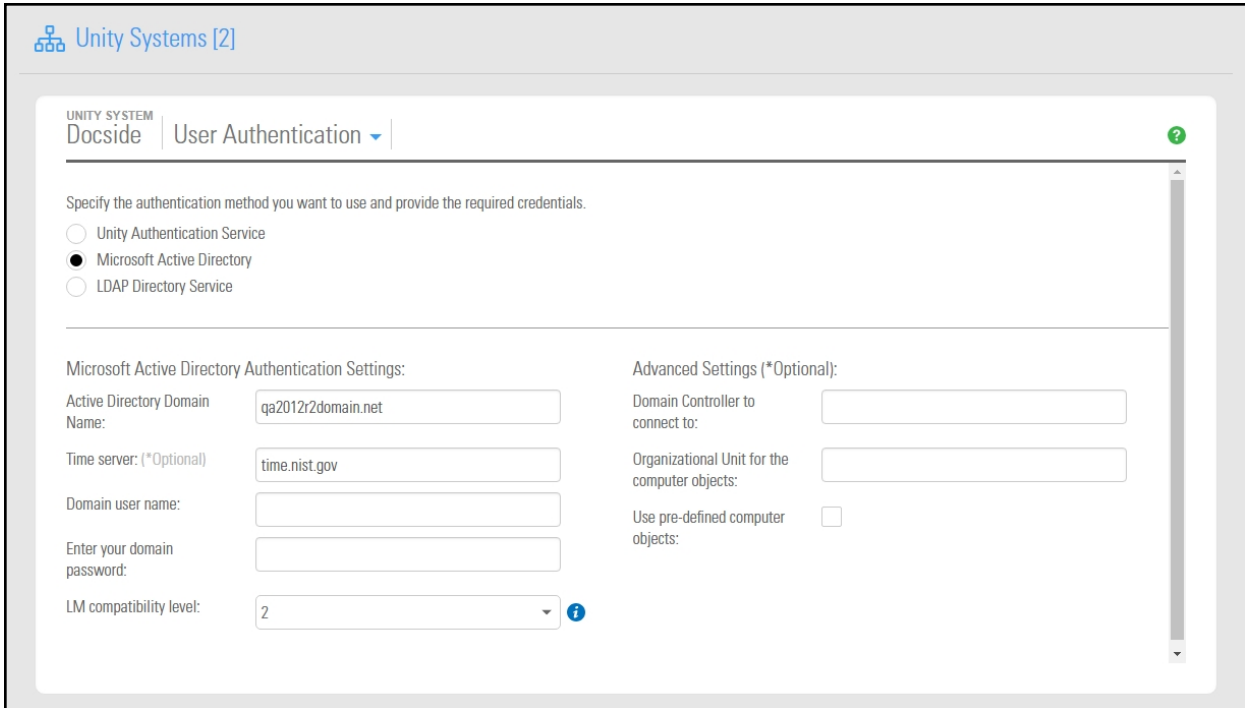 Unity Systems [2]
UNITY SYSTEM
Docside
User Authentication
?
Specify the authentication method you want to use and provide the required credentials.
Unity Authentication Service
Microsoft Active Directory
LDAP Directory Service
Microsoft Active Directory Authentication Settings:
Active Directory Domain
Name:
qa2012r2domain.net
Time server: (*Optional)
time.nist.gov
Domain user name:
Enter your domain
password:
LM compatibility level:
2
i
Advanced Settings (*Optional):
Domain Controller to
connect to:
Organizational Unit for the
computer objects:
Use pre-defined computer
objects: